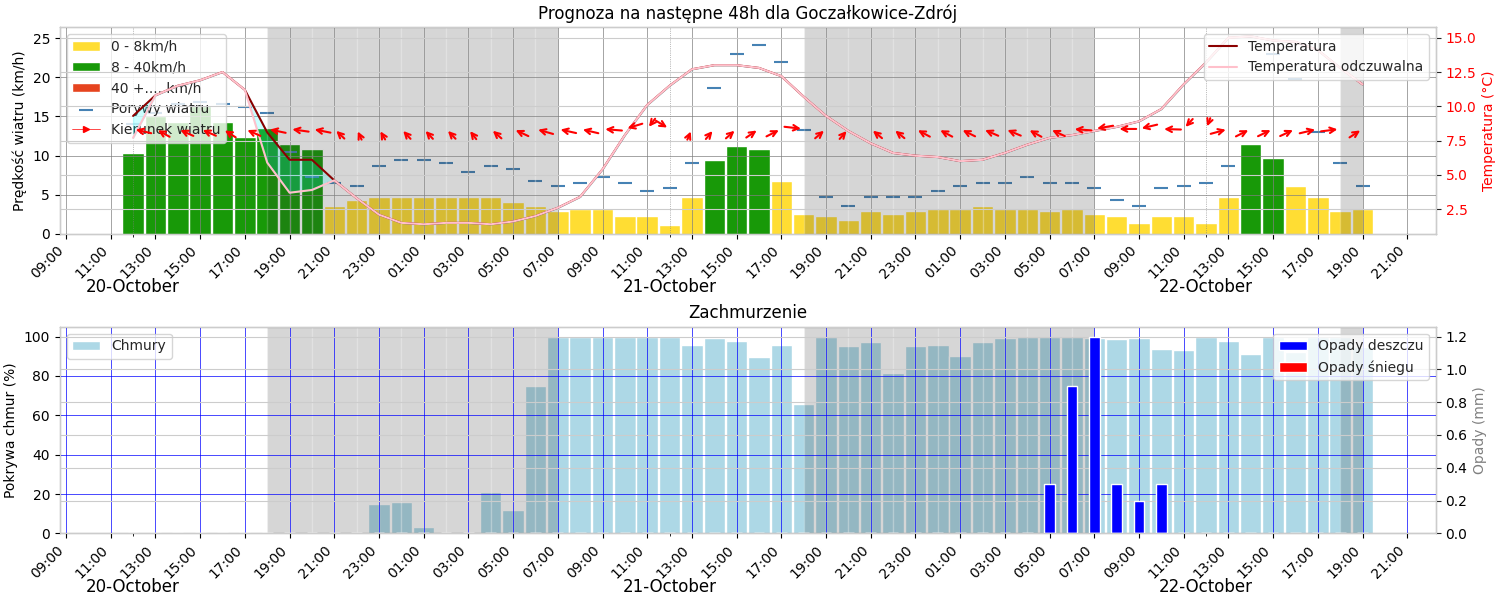 Prognoza na następne 48h dla Goczałkowice-Zdrój
Prędkość wiatru (km/h)
25
20
15
10
5
0
0 - 8km/h
8 - 40km/h
40 +.... km/h
Porywy wiatru
Kierunek wiatru
Temperatura
Temperatura odczuwalna
15.0
12.5
10.0
7.5
5.0
2.5
Temperatura (°C)
09:00 11:00 13:00 15:00 17:00 19:00 21:00 23:00 01:00 03:00 05:00 07:00 09:00 11:00 13:00 15:00 17:00 19:00 21:00 23:00 01:00 03:00 05:00 07:00 09:00 11:00 13:00 15:00 17:00 19:00 21:00
20-October 21-October 22-October
Zachmurzenie
Pokrywa chmur (%)
100
80
60
40
20
0
Chmury
Opady deszczu
Opady śniegu
1.2
1.0
0.8
0.6
0.4
0.2
0.0
Opady (mm)
09:00 11:00 13:00 15:00 17:00 19:00 21:00 23:00 01:00 03:00 05:00 07:00 09:00 11:00 13:00 15:00 17:00 19:00 21:00 23:00 01:00 03:00 05:00 07:00 09:00 11:00 13:00 15:00 17:00 19:00 21:00
20-October 21-October 22-October